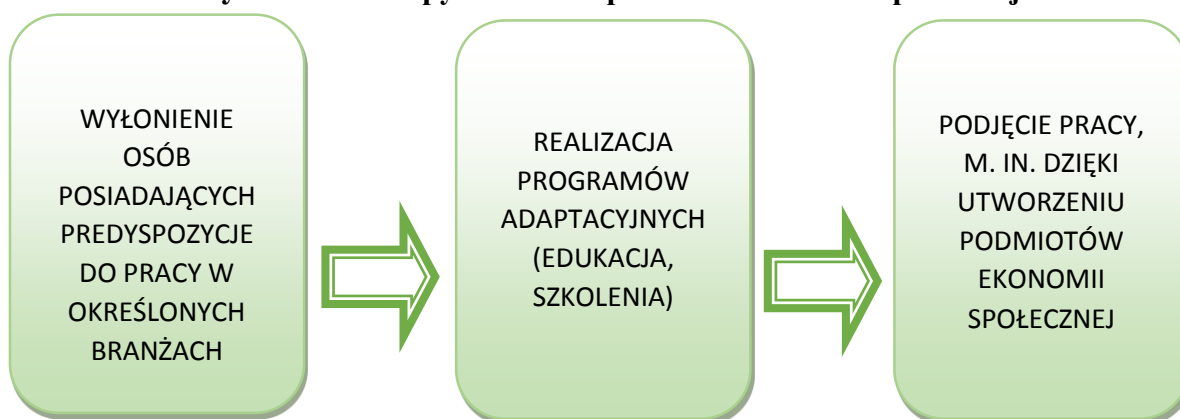 WYŁONIENIE
OSÓB
POSIADAJĄCYCH
PREDYSPOZYCJE
DO PRACY W
OKREŚLONYCH
BRANŻACH
REALIZACJA
PROGRAMÓW
ADAPTACYJNYCH
(EDUKACJA,
SZKOLENIA)
PODJĘCIE PRACY,
M. IN. DZIĘKI
UTWORZENIU
PODMIOTÓW
EKONOMII
SPOŁECZNEJ